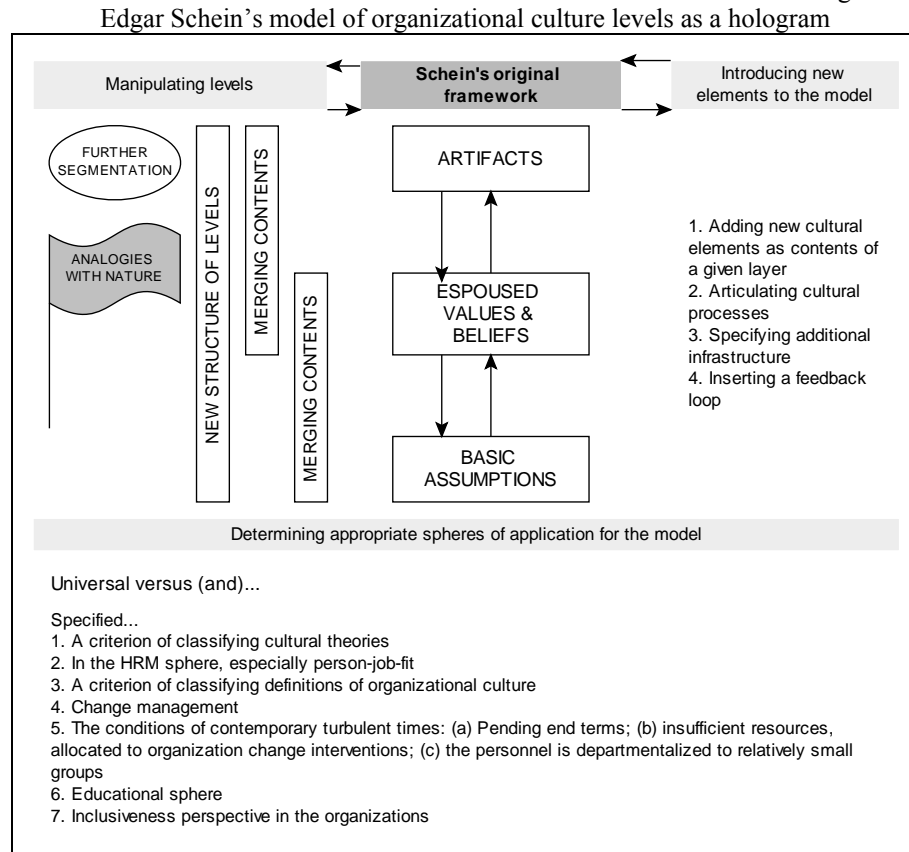 Edgar Schein’s model of organizational culture levels as a hologram
Manipulating levels
Schein's original
framework
Introducing new
elements to the model
FURTHER
SEGMENTATION
ANALOGIES
WITH NATURE
NEW STRUCTURE OF LEVELS
MERGING CONTENTS
MERGING CONTENTS
ARTIFACTS
ESPOUSED
VALUES &
BELIEFS
BASIC
ASSUMPTIONS
1. Adding new cultural
elements as contents of
a given layer
2. Articulating cultural
processes
3. Specifying additional
infrastructure
4. Inserting a feedback
loop
Determining appropriate spheres of application for the model
Universal versus (and)...
Specified...
1. A criterion of classifying cultural theories
2. In the HRM sphere, especially person-job-fit
3. A criterion of classifying definitions of organizational culture
4. Change management
5. The conditions of contemporary turbulent times: (a) Pending end terms; (b) insufficient resources,
allocated to organization change interventions; (c) the personnel is departmentalized to relatively small
groups
6. Educational sphere
7. Inclusiveness perspective in the organizations